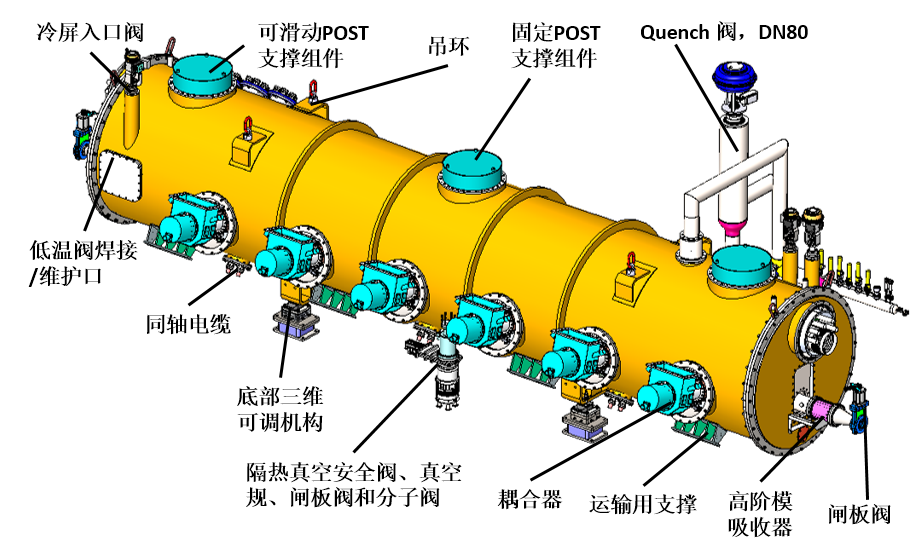 冷屏入口阀
可滑动POST
支撑组件
吊环
固定POST
支撑组件
Quench 阀，DN80
低温阀焊接
/维护口
同轴电缆
底部三维
可调机构
隔热真空安全阀、真空
规、闸板阀和分子阀
耦合器
运输用支撑
高阶模
吸收器
闸板阀